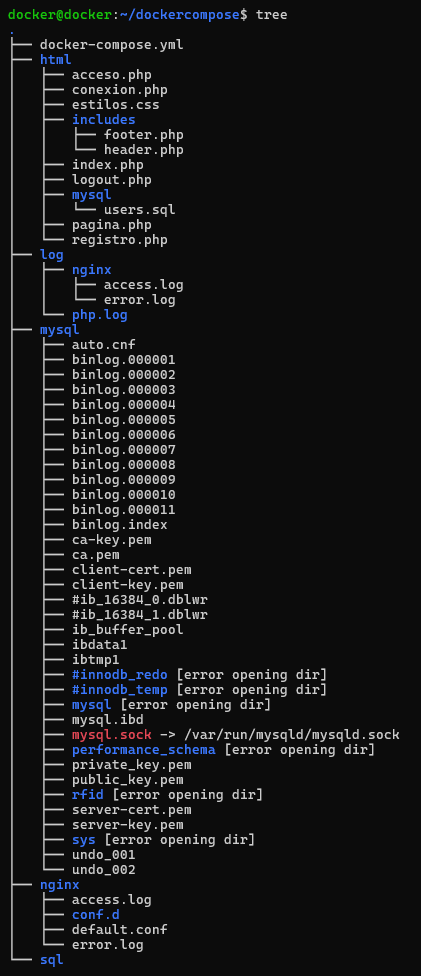 docker@docker:~/dockercompose$ tree
.
├── docker-compose.yml
├── html
│   ├── acceso.php
│   ├── conexion.php
│   ├── estilos.css
│   ├── includes
│   │   ├── footer.php
│   │   └── header.php
│   ├── index.php
│   ├── logout.php
│   ├── mysql
│   │   └── users.sql
│   ├── pagina.php
│   └── registro.php
├── log
│   ├── nginx
│   │   ├── access.log
│   │   └── error.log
│   └── php.log
├── mysql
│   ├── auto.cnf
│   ├── binlog.000001
│   ├── binlog.000002
│   ├── binlog.000003
│   ├── binlog.000004
│   ├── binlog.000005
│   ├── binlog.000006
│   ├── binlog.000007
│   ├── binlog.000008
│   ├── binlog.000009
│   ├── binlog.000010
│   ├── binlog.000011
│   ├── binlog.index
│   ├── ca-key.pem
│   ├── ca.pem
│   ├── client-cert.pem
│   ├── client-key.pem
│   ├── #ib_16384_0.dblwr
│   ├── #ib_16384_1.dblwr
│   ├── ib_buffer_pool
│   ├── ibdata1
│   ├── ibtmp1
│   ├── #innodb_redo [error opening dir]
│   ├── #innodb_temp [error opening dir]
│   ├── mysql [error opening dir]
│   ├── mysql.ibd
│   ├── mysql.sock -> /var/run/mysqld/mysqld.sock
│   ├── performance_schema [error opening dir]
│   ├── private_key.pem
│   ├── public_key.pem
│   ├── rfid [error opening dir]
│   ├── server-cert.pem
│   ├── server-key.pem
│   ├── sys [error opening dir]
│   ├── undo_001
│   └── undo_002
├── nginx
│   ├── access.log
│   ├── conf.d
│   ├── default.conf
│   └── error.log
└── sql